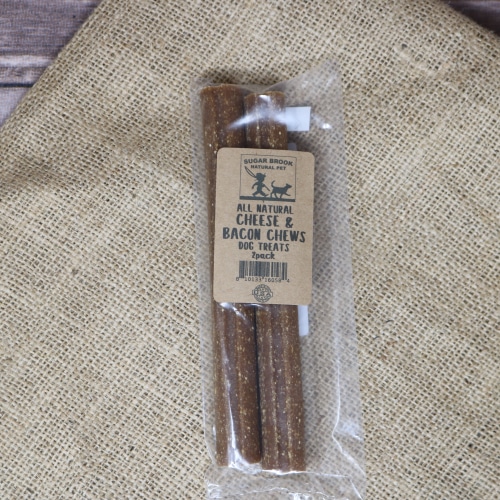 SUGAR BROOK
NATURAL PET
ALL NATURAL
CHEESE &
BACON CHEWS
DOG TREATS
2pack